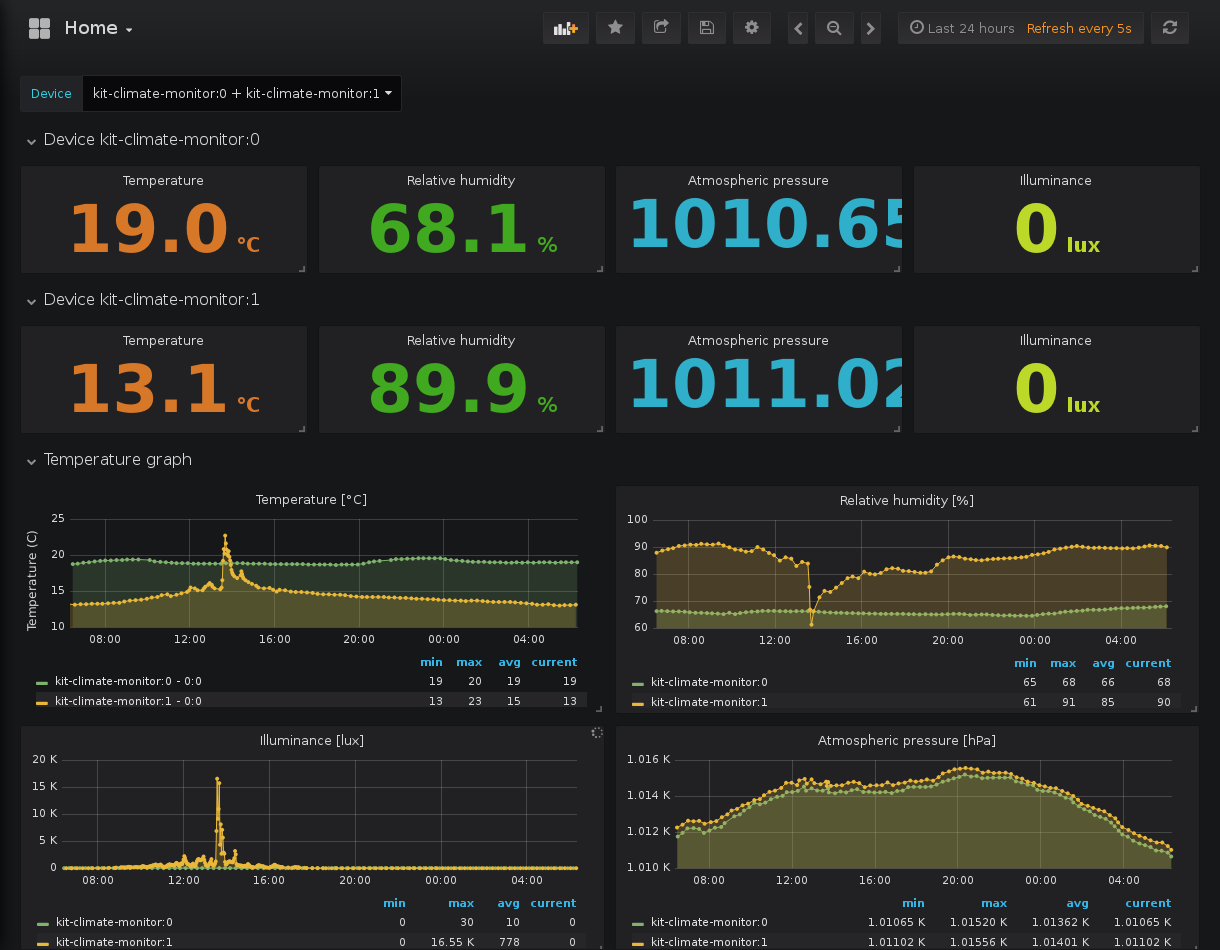 Home
Last 24 hours Refresh every 5s
Device kit-climate-monitor:0 + kit-climate-monitor:1
Device kit-climate-monitor:0
Temperature Relative humidity Atmospheric pressure Illuminance
19.0 °C 68.1 % 1010.65 0 lux
Device kit-climate-monitor:1
Temperature Relative humidity Atmospheric pressure Illuminance
13.1 °C 89.9 % 1011.02 0 lux
Temperature graph
Temperature [°C]
Temperature (C)
25
20
15
10
08:00 12:00 16:00 20:00 00:00 04:00
min max avg current
kit-climate-monitor:0 - 0:0 19 20 19 19
kit-climate-monitor:1 - 0:0 13 23 15 13
Relative humidity [%]
100
90
80
70
60
08:00 12:00 16:00 20:00 00:00 04:00
min max avg current
kit-climate-monitor:0 65 68 66 68
kit-climate-monitor:1 61 91 85 90
Illuminance [lux]
20 K
15 K
10 K
5 K
0
08:00 12:00 16:00 20:00 00:00 04:00
min max avg current
kit-climate-monitor:0 0 30 10 0
kit-climate-monitor:1 0 16.55 K 778 0
Atmospheric pressure [hPa]
1.016 K
1.014 K
1.012 K
1.010 K
08:00 12:00 16:00 20:00 00:00 04:00
min max avg current
kit-climate-monitor:0 1.01065 K 1.01520 K 1.01362 K 1.01065 K
kit-climate-monitor:1 1.01102 K 1.01556 K 1.01401 K 1.01102 K